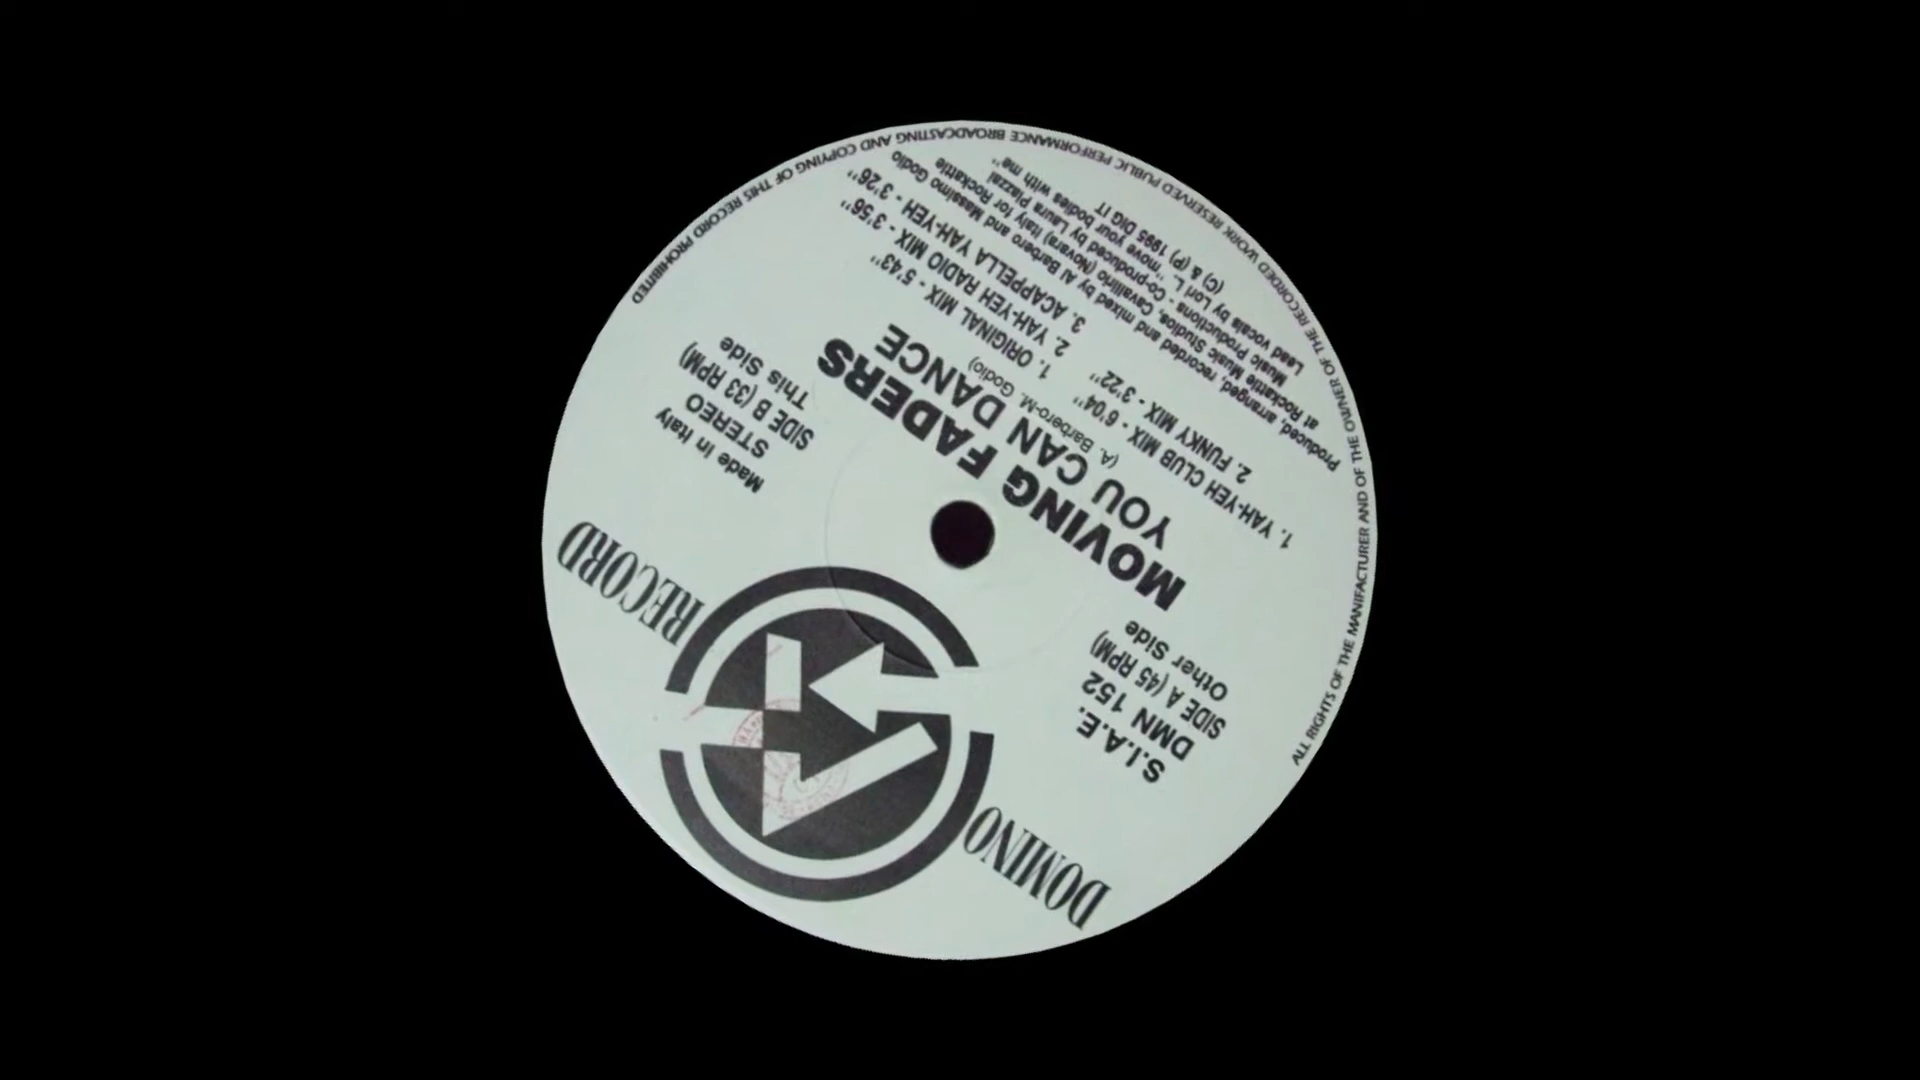 DOMINO RECORD
S.I.A.E.
DMN 152
SIDE A (45 RPM)
Other Side
Made In Italy
STEREO
SIDE B (33 RPM)
This Side
MOVING FADERS
YOU CAN DANCE
(A. Barbero-M. Godio)
1. YAH-YEH CLUB MIX - 6'04''
2. FUNKY MIX - 3'22''
1. ORIGINAL MIX - 5'43''
2. YAH-YEH RADIO MIX - 3'56''
3. ACAPPELLA YAH-YEH - 3'26''
Produced, arranged, recorded and mixed by Al Barbero and Massimo Godio
at Rockattle Music Studios, Cavallirio (Novara) Italy for Rockattle
Music Productions - Co-produced by Laura Piazzai
Lead vocals by Lori L. "move your bodies with me"
(C) & (P) 1995 DIG IT
ALL RIGHTS OF THE MANIFACTURER AND OF THE OWNER OF THE RECORDED WORK RESERVED PUBLIC PERFORMANCE BROADCASTING AND COPYING OF THIS RECORD PROHIBITED